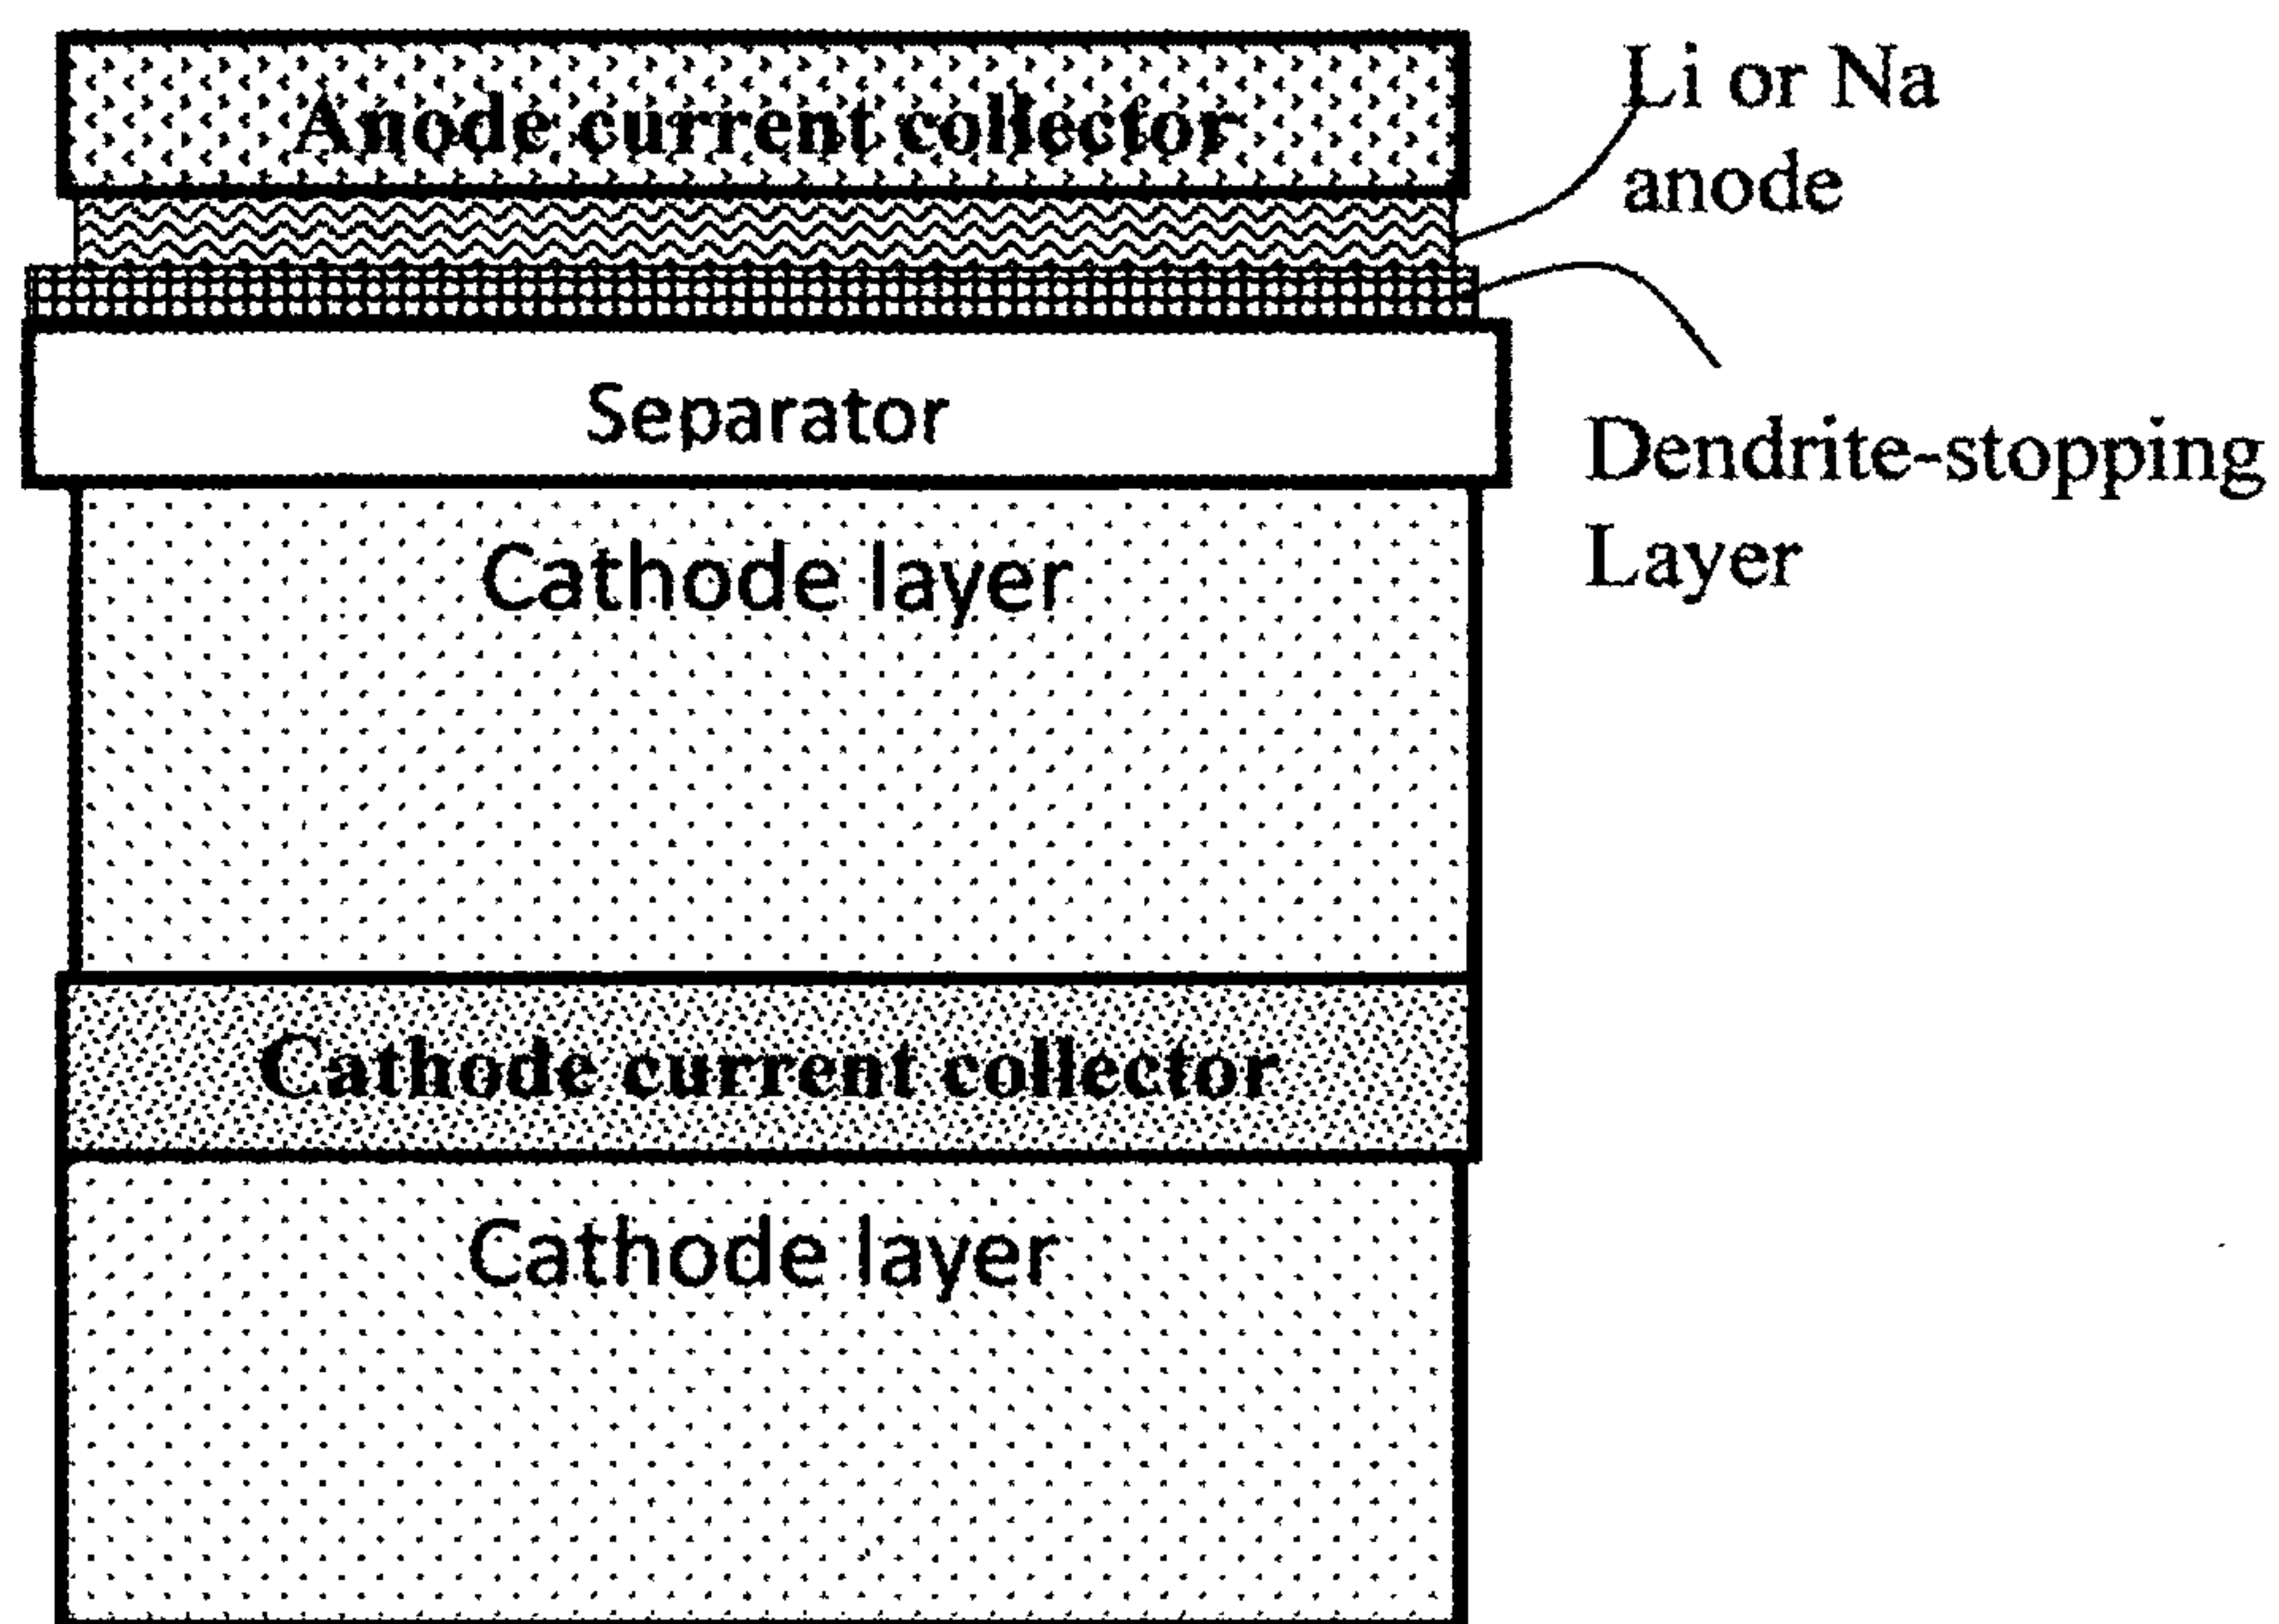 Anode current collector
Li or Na
anode
Separator
Dendrite-stopping
Layer
Cathode layer
Cathode current collector
Cathode layer